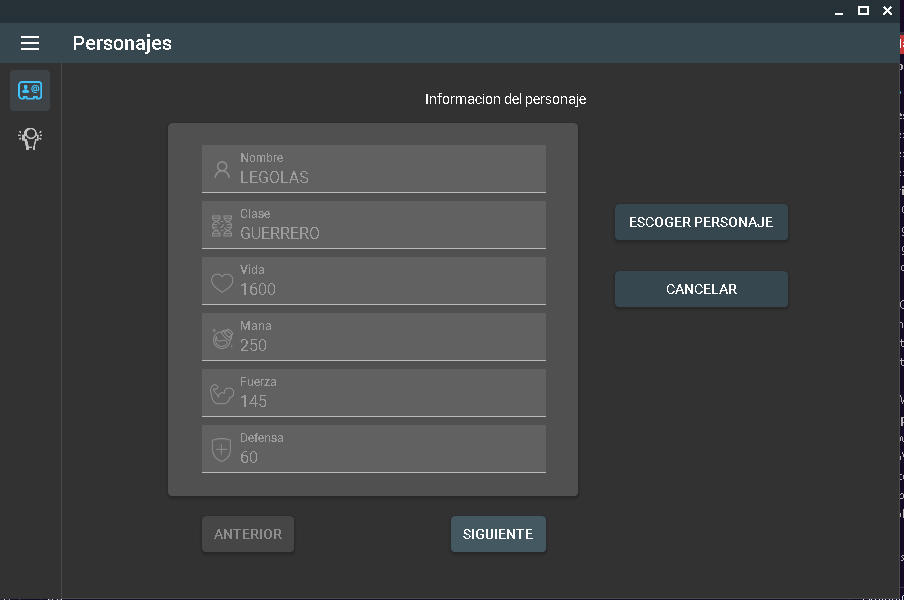 Personajes
Informacion del personaje
Nombre
LEGOLAS
Clase
GUERRERO
Vida
1600
Mana
250
Fuerza
145
Defensa
60
ESCOGER PERSONAJE
CANCELAR
ANTERIOR
SIGUIENTE